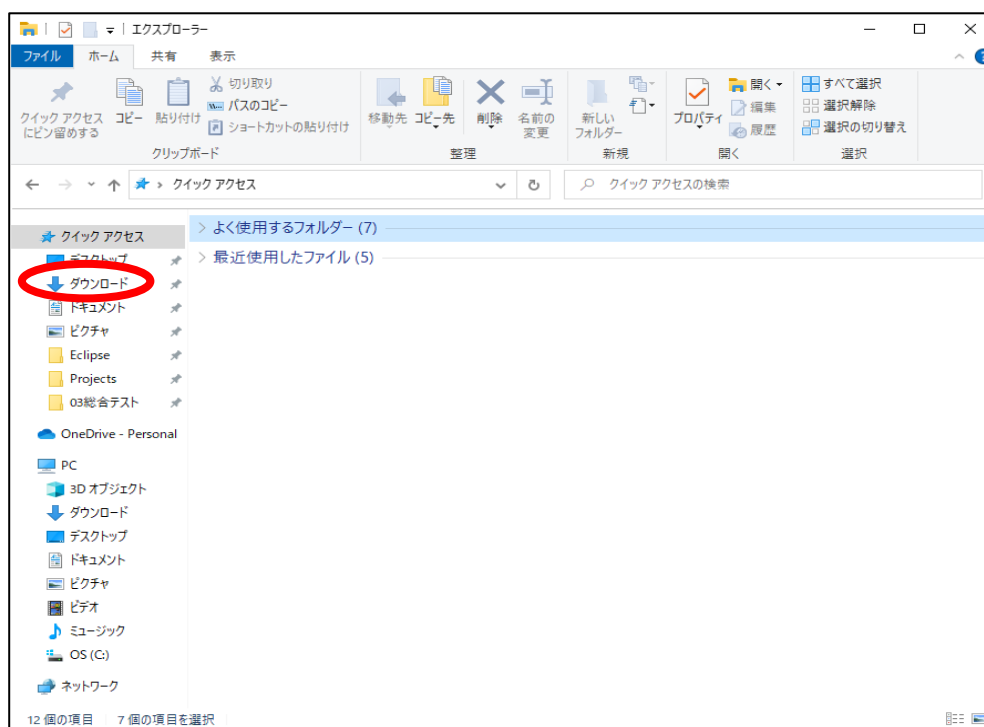 エクスプローラー
ファイル ホーム 共有 表示
クイック アクセス
にピン留めする
コピー
貼り付け
切り取り
パスのコピー
ショートカットの貼り付け
クリップボード
移動先
コピー先
削除
名前の
変更
整理
新しい
フォルダー
新規
プロパティ
開く
編集
履歴
開く
すべて選択
選択解除
選択の切り替え
選択
クイック アクセス
クイック アクセスの検索
クイック アクセス
デスクトップ
ダウンロード
ドキュメント
ピクチャ
Eclipse
Projects
03総合テスト
OneDrive - Personal
PC
3D オブジェクト
ダウンロード
デスクトップ
ドキュメント
ピクチャ
ビデオ
ミュージック
OS (C:)
ネットワーク
よく使用するフォルダー (7)
最近使用したファイル (5)
12 個の項目 7 個の項目を選択